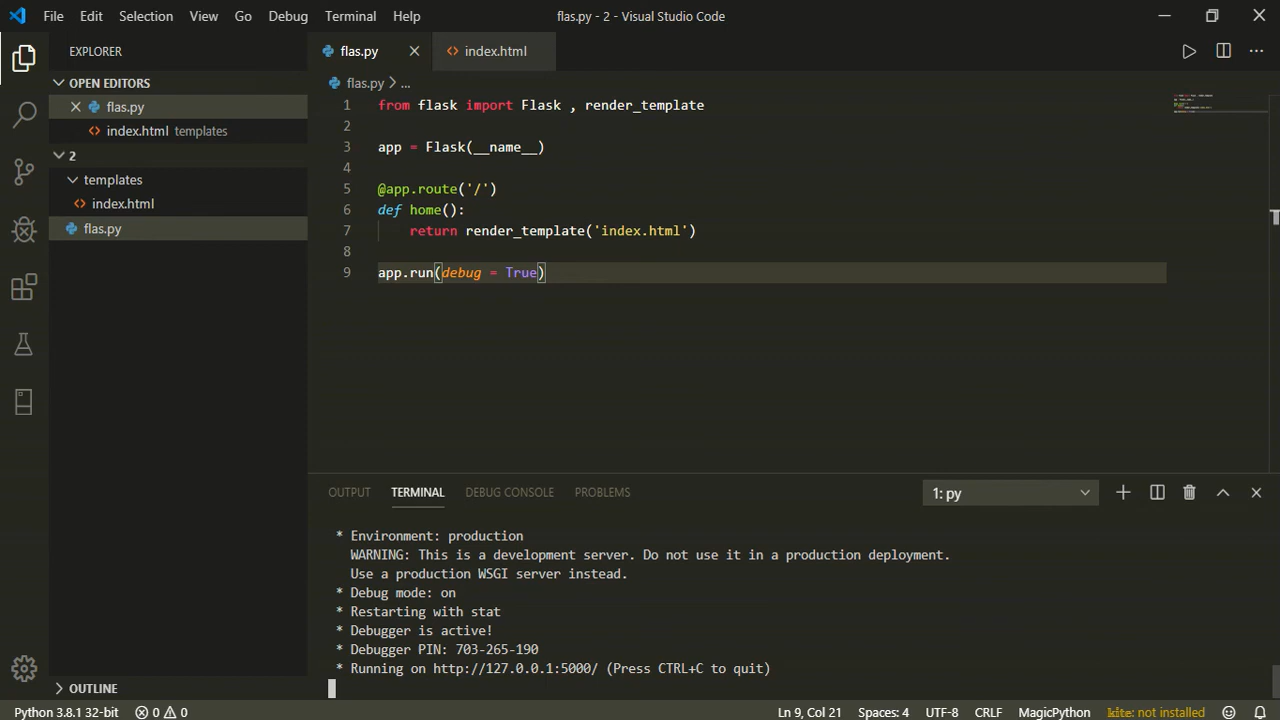 File Edit Selection View Go Debug Terminal Help flas.py - 2 - Visual Studio Code
EXPLORER
OPEN EDITORS
flas.py
index.html templates
2
templates
index.html
flas.py
OUTLINE
flas.py
index.html
flas.py > ...
1 from flask import Flask , render_template
2
3 app = Flask(__name__)
4
5 @app.route('/')
6 def home():
7 return render_template('index.html')
8
9 app.run(debug = True)
OUTPUT TERMINAL DEBUG CONSOLE PROBLEMS 1: py
* Environment: production
WARNING: This is a development server. Do not use it in a production deployment.
Use a production WSGI server instead.
* Debug mode: on
* Restarting with stat
* Debugger is active!
* Debugger PIN: 703-265-190
* Running on http://127.0.0.1:5000/ (Press CTRL+C to quit)
Python 3.8.1 32-bit 0 0 Ln 9, Col 21 Spaces: 4 UTF-8 CRLF MagicPython kite: not installed